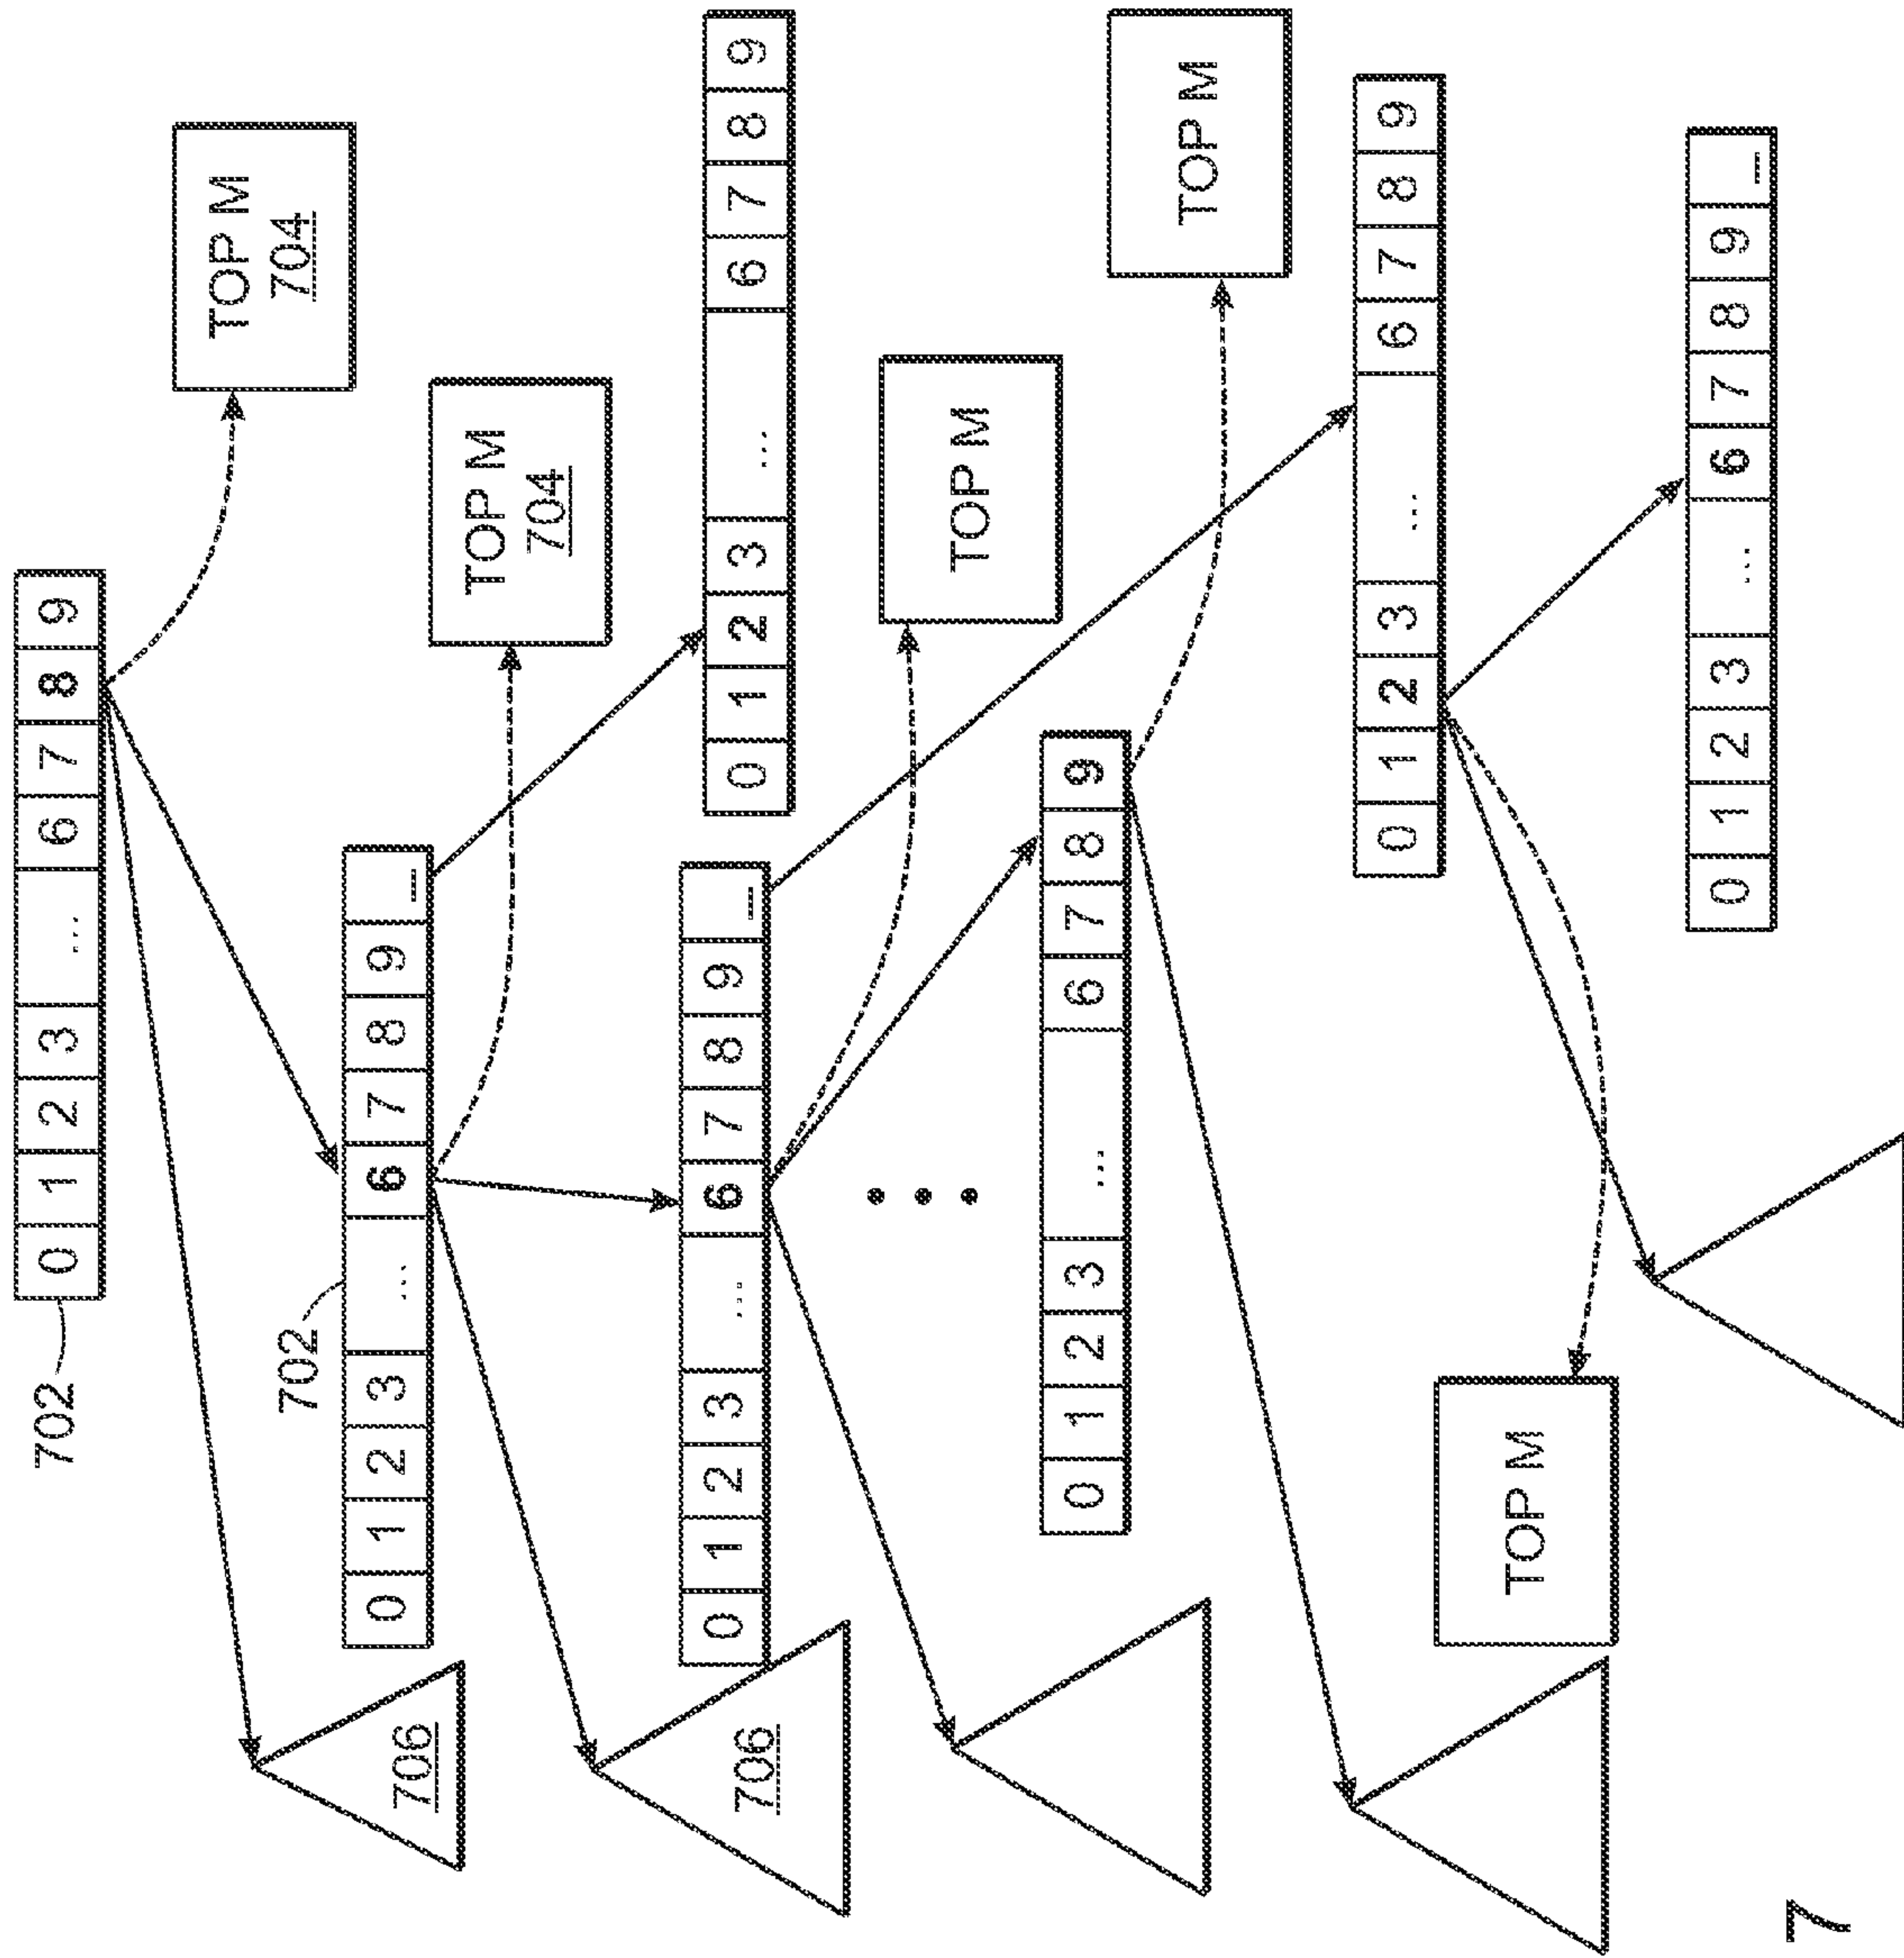 702
0 1 2 3 ... 6 7 8 9
TOP M
704
702
0 1 2 3 ... 6 7 8 9 _
TOP M
704
706
0 1 2 3 ... 6 7 8 9
0 1 2 3 ... 6 7 8 9 _
706
TOP M
0 1 2 3 ... 6 7 8 9
TOP M
0 1 2 3 ... 6 7 8 9
TOP M
0 1 2 3 ... 6 7 8 9 _
7